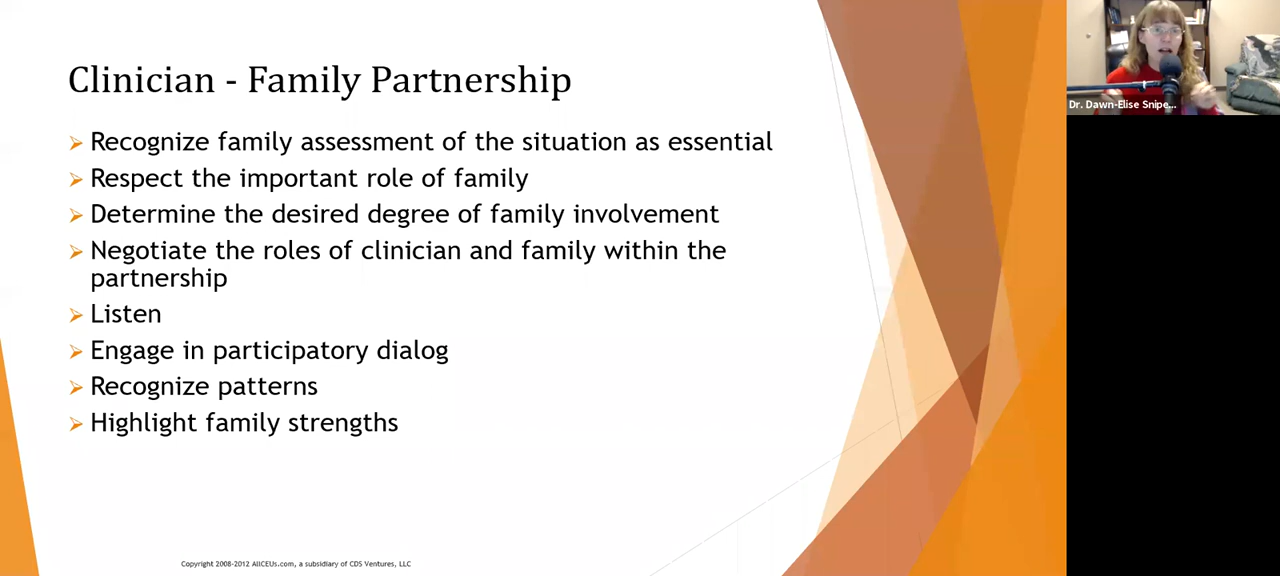 Clinician - Family Partnership
Recognize family assessment of the situation as essential
Respect the important role of family
Determine the desired degree of family involvement
Negotiate the roles of clinician and family within the
partnership
Listen
Engage in participatory dialog
Recognize patterns
Highlight family strengths
Copyright 2008-2012 AllCEUs.com, a subsidiary of CDS Ventures, LLC
Dr. Dawn-Elise Snipe...